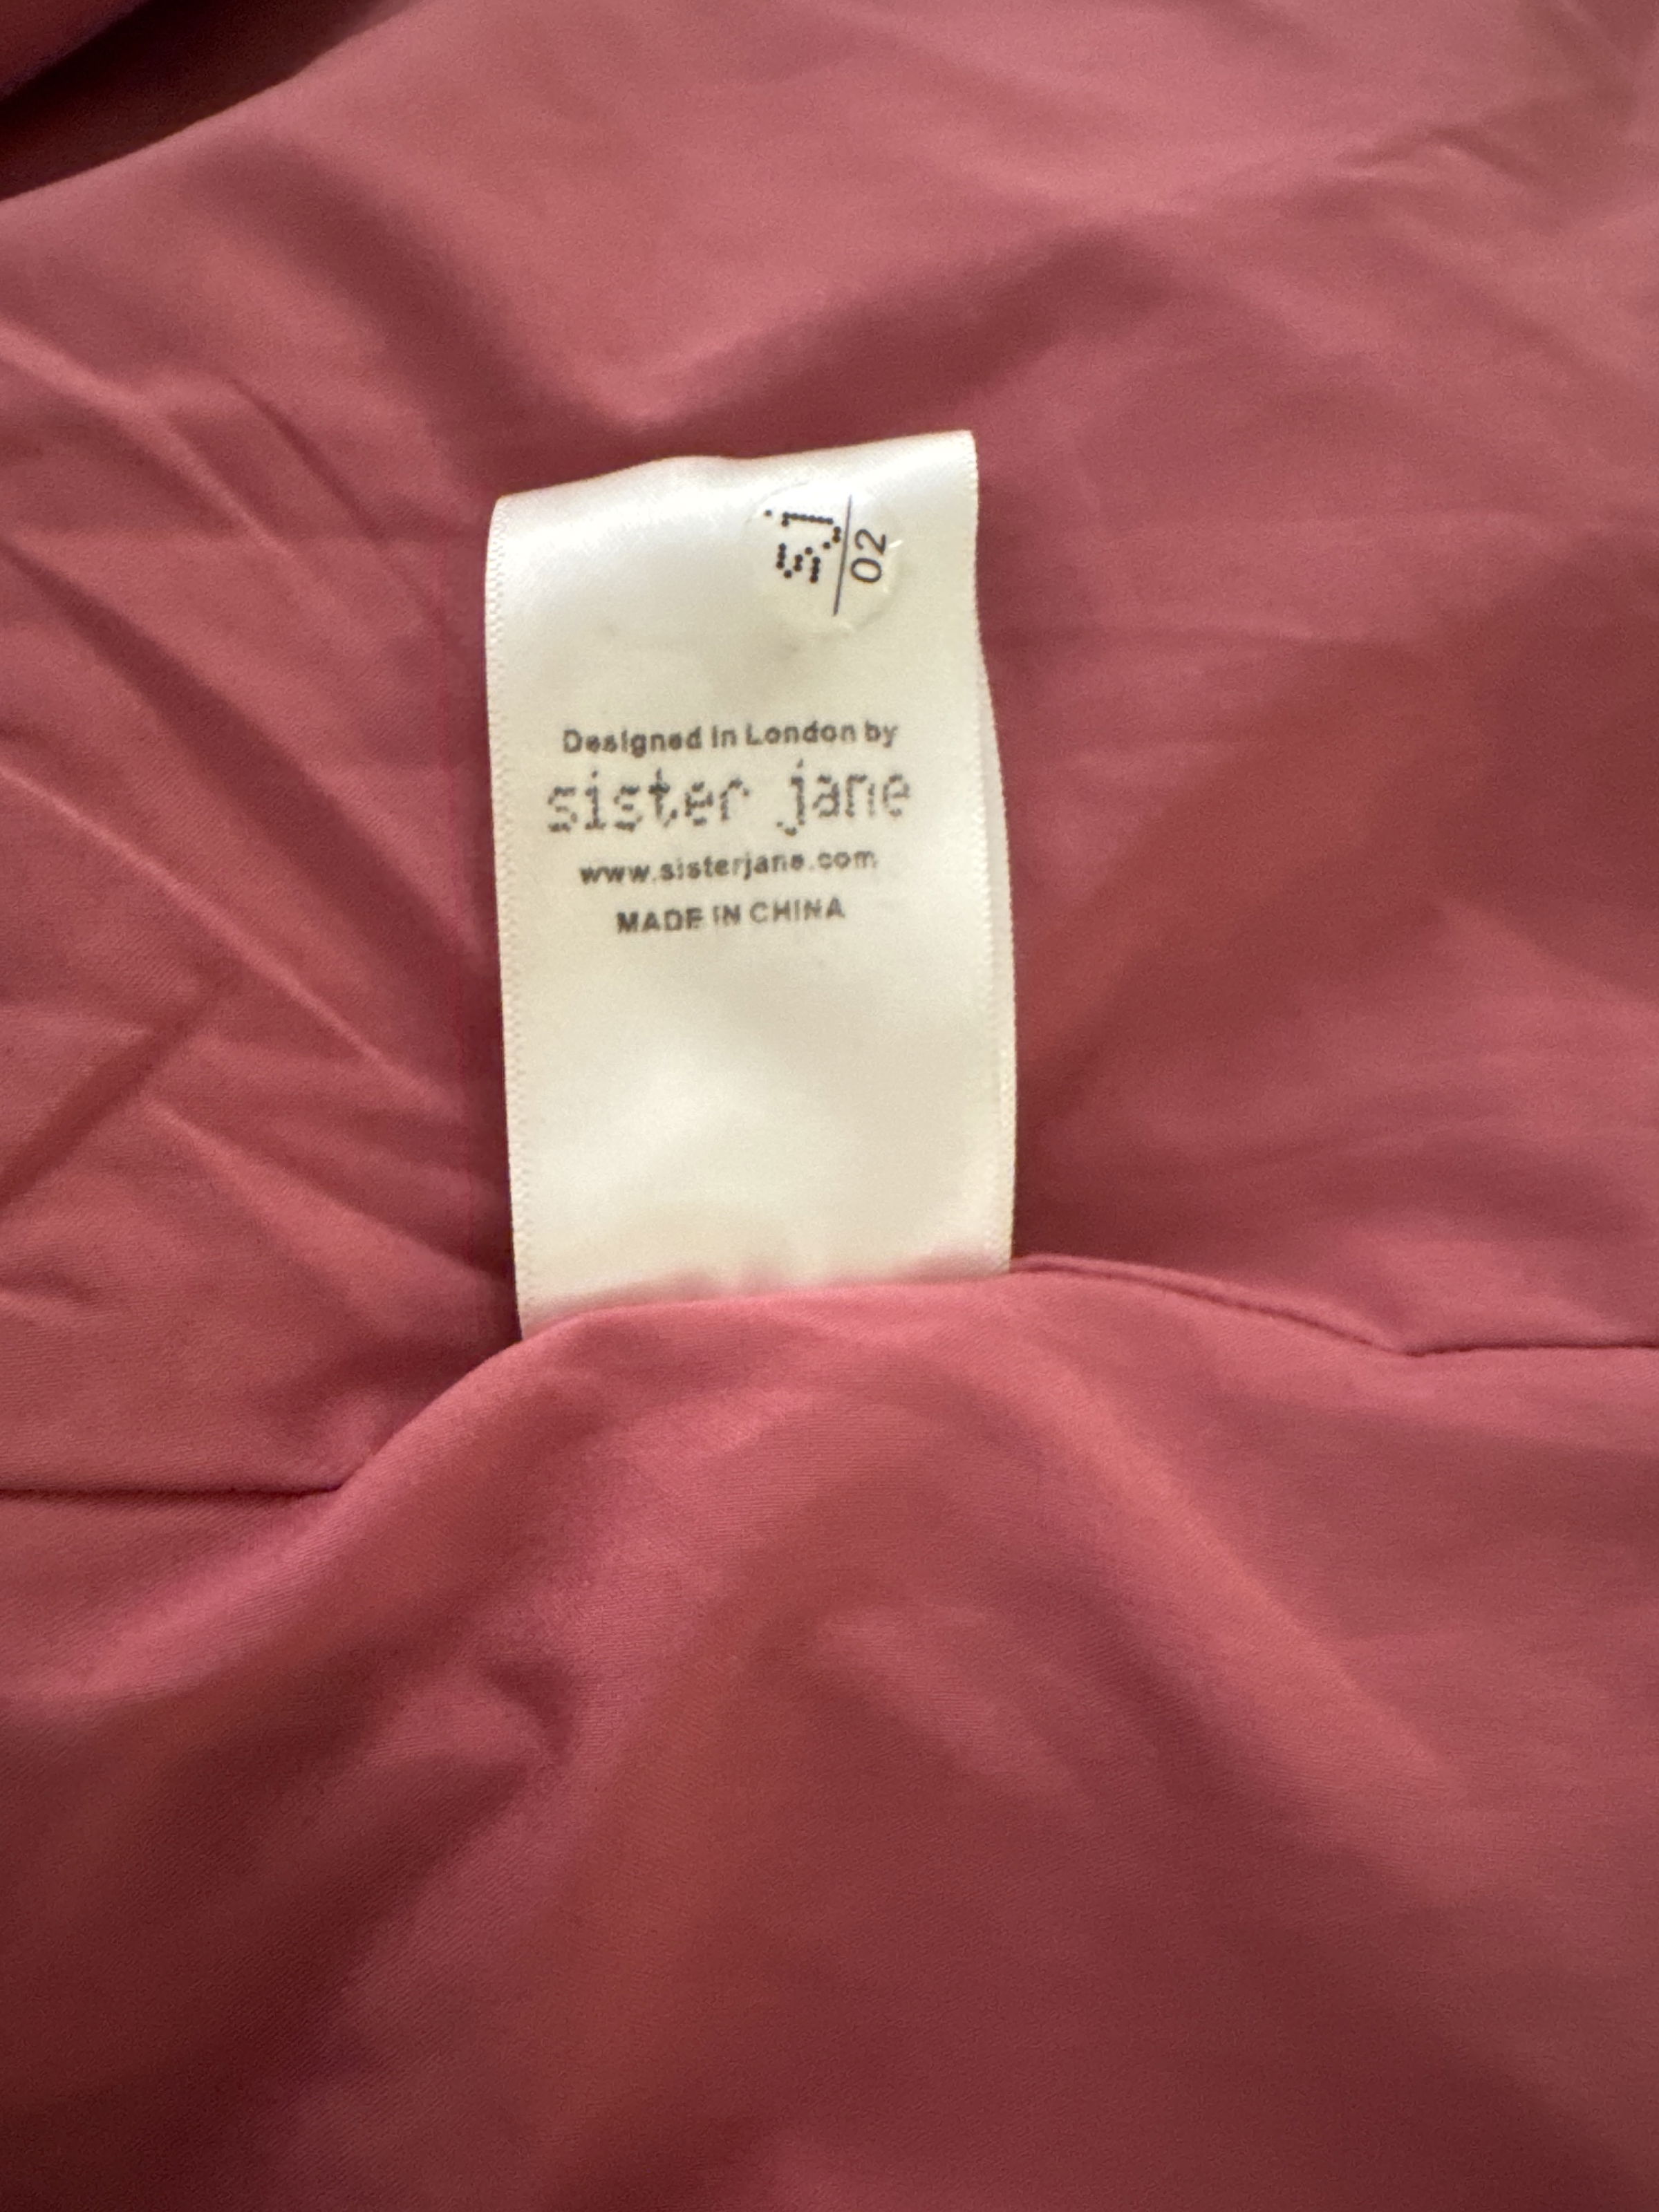 SJ
02
Designed in London by
sister jane
www.sisterjane.com
MADE IN CHINA